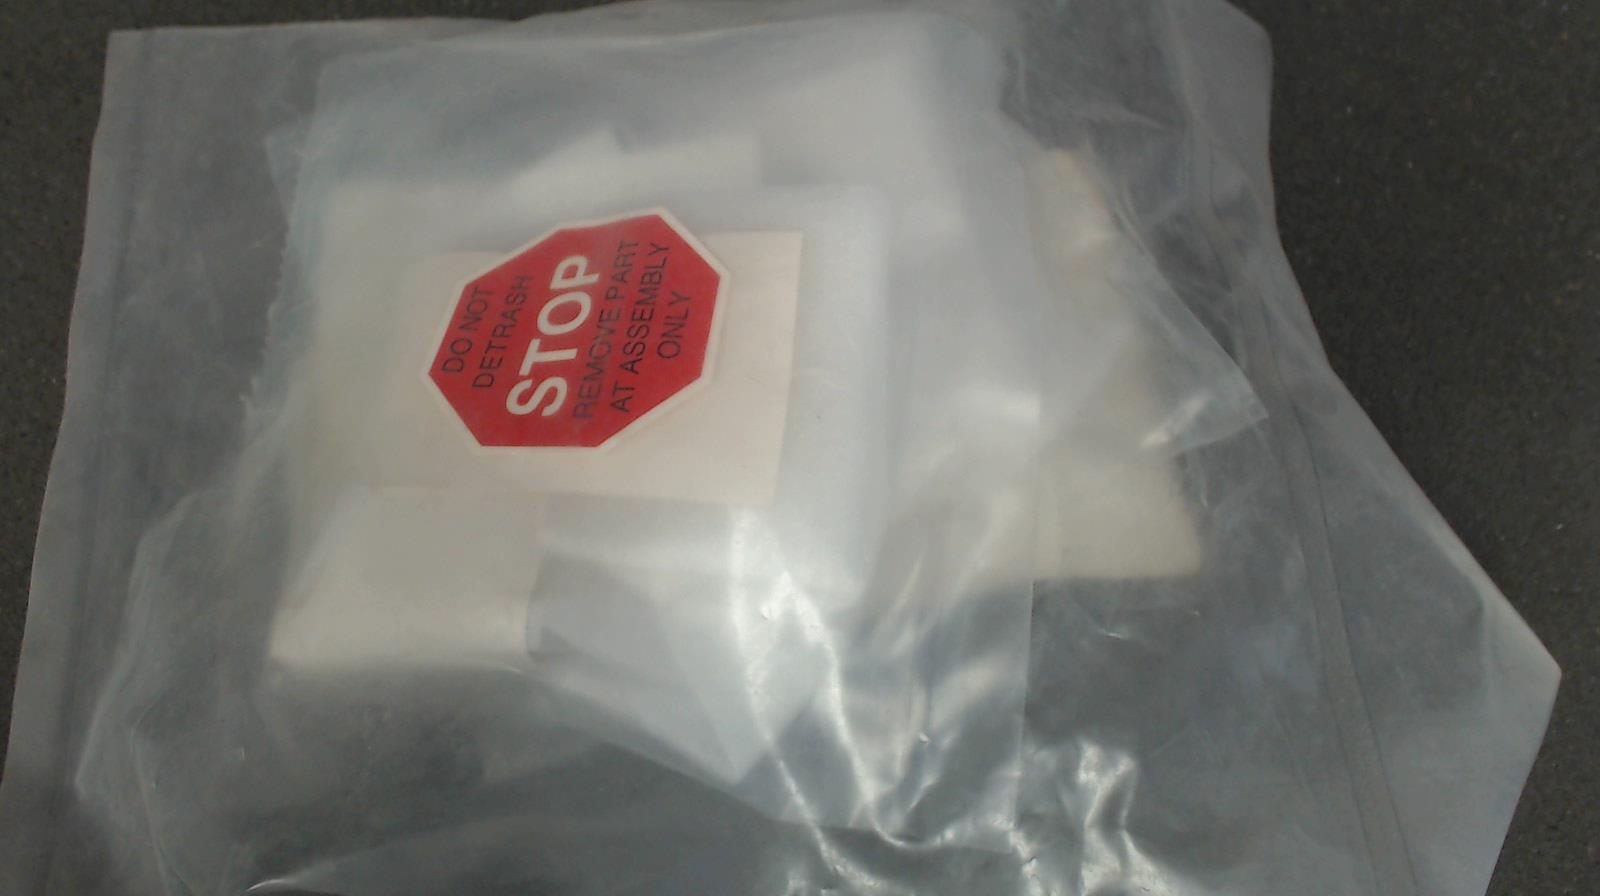 DO NOT
DETRASH
STOP
REMOVE PART
AT ASSEMBLY
ONLY